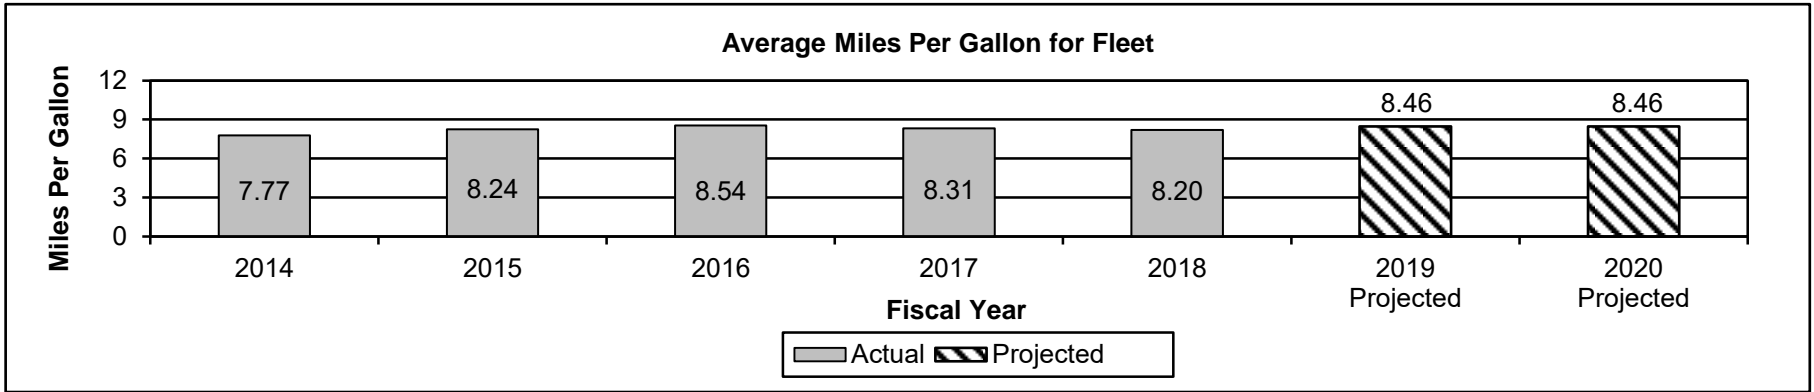 Average Miles Per Gallon for Fleet
Miles Per Gallon
12
9
6
3
0
7.77
8.24
8.54
8.31
8.20
8.46
8.46
2014
2015
2016
2017
2018
2019
Projected
2020
Projected
Fiscal Year
Actual
Projected